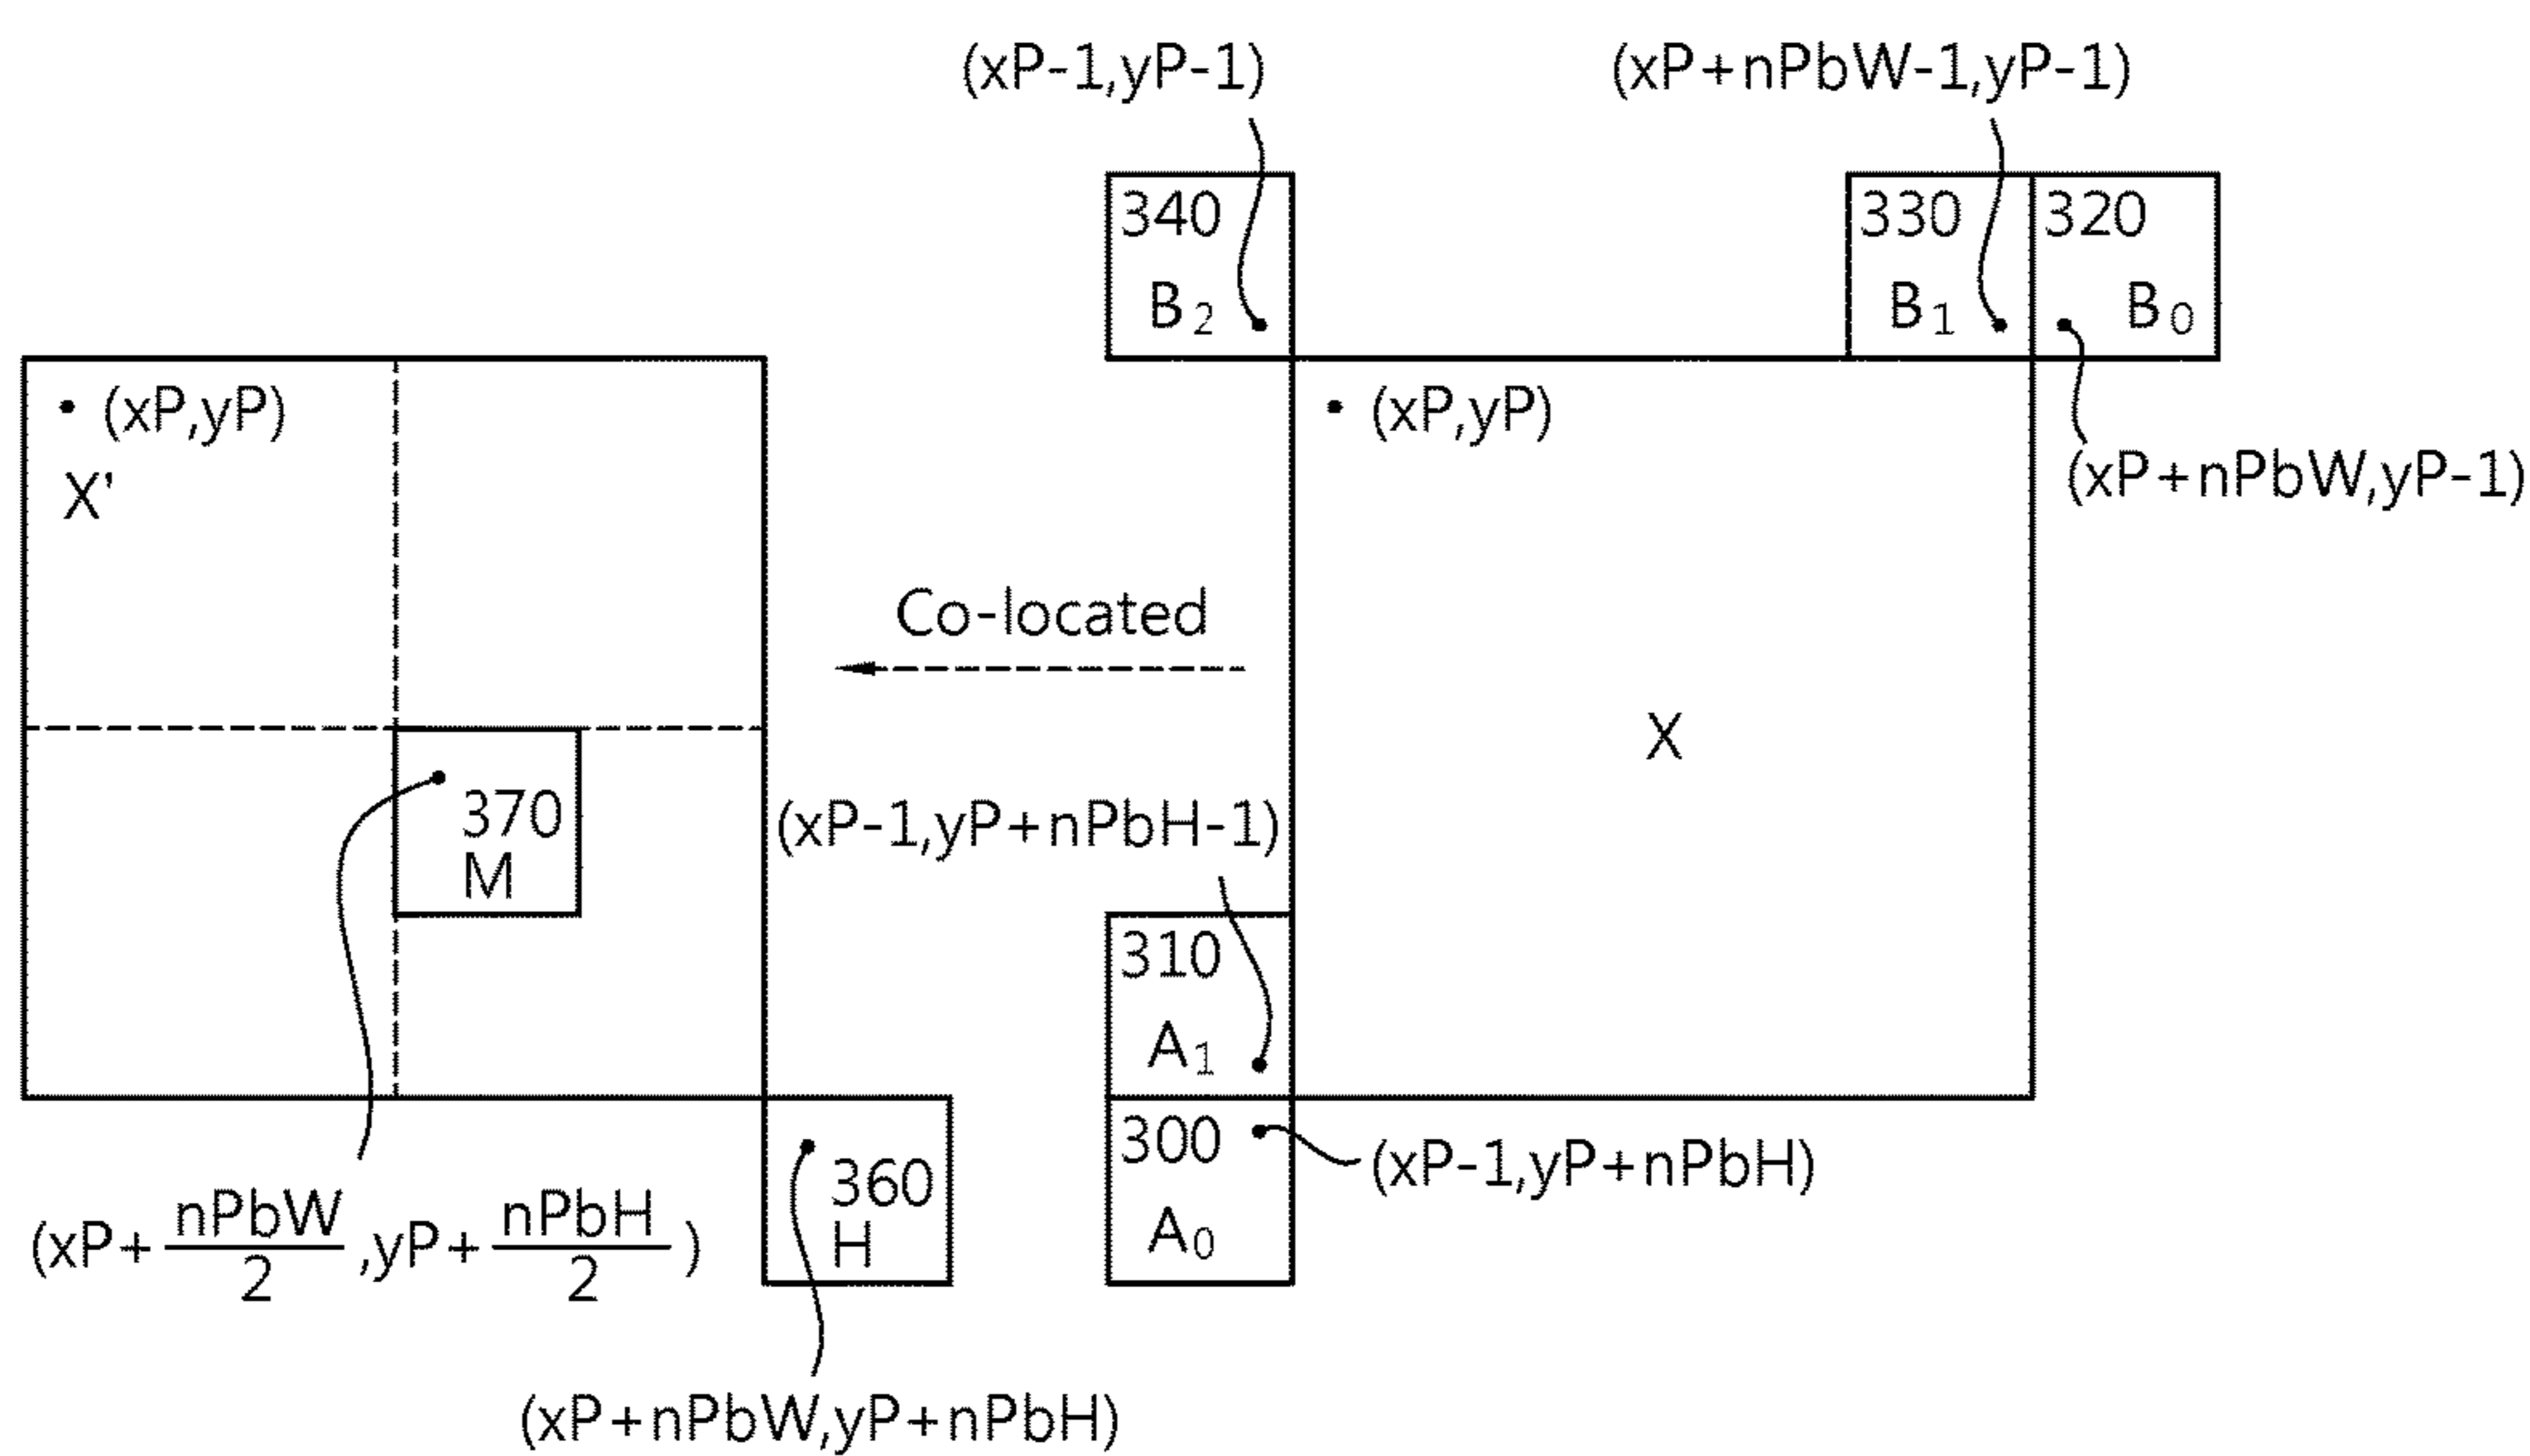 (xP-1,yP-1)
(xP+nPbW-1,yP-1)
340
B2
330
B1
320
B0
(xP,yP)
X'
(xP,yP)
(xP+nPbW,yP-1)
Co-located
X
370
M
(xP-1,yP+nPbH-1)
310
A1
300
A0
(xP-1,yP+nPbH)
360
H
(xP+nPbW/2,yP+nPbH/2)
(xP+nPbW,yP+nPbH)